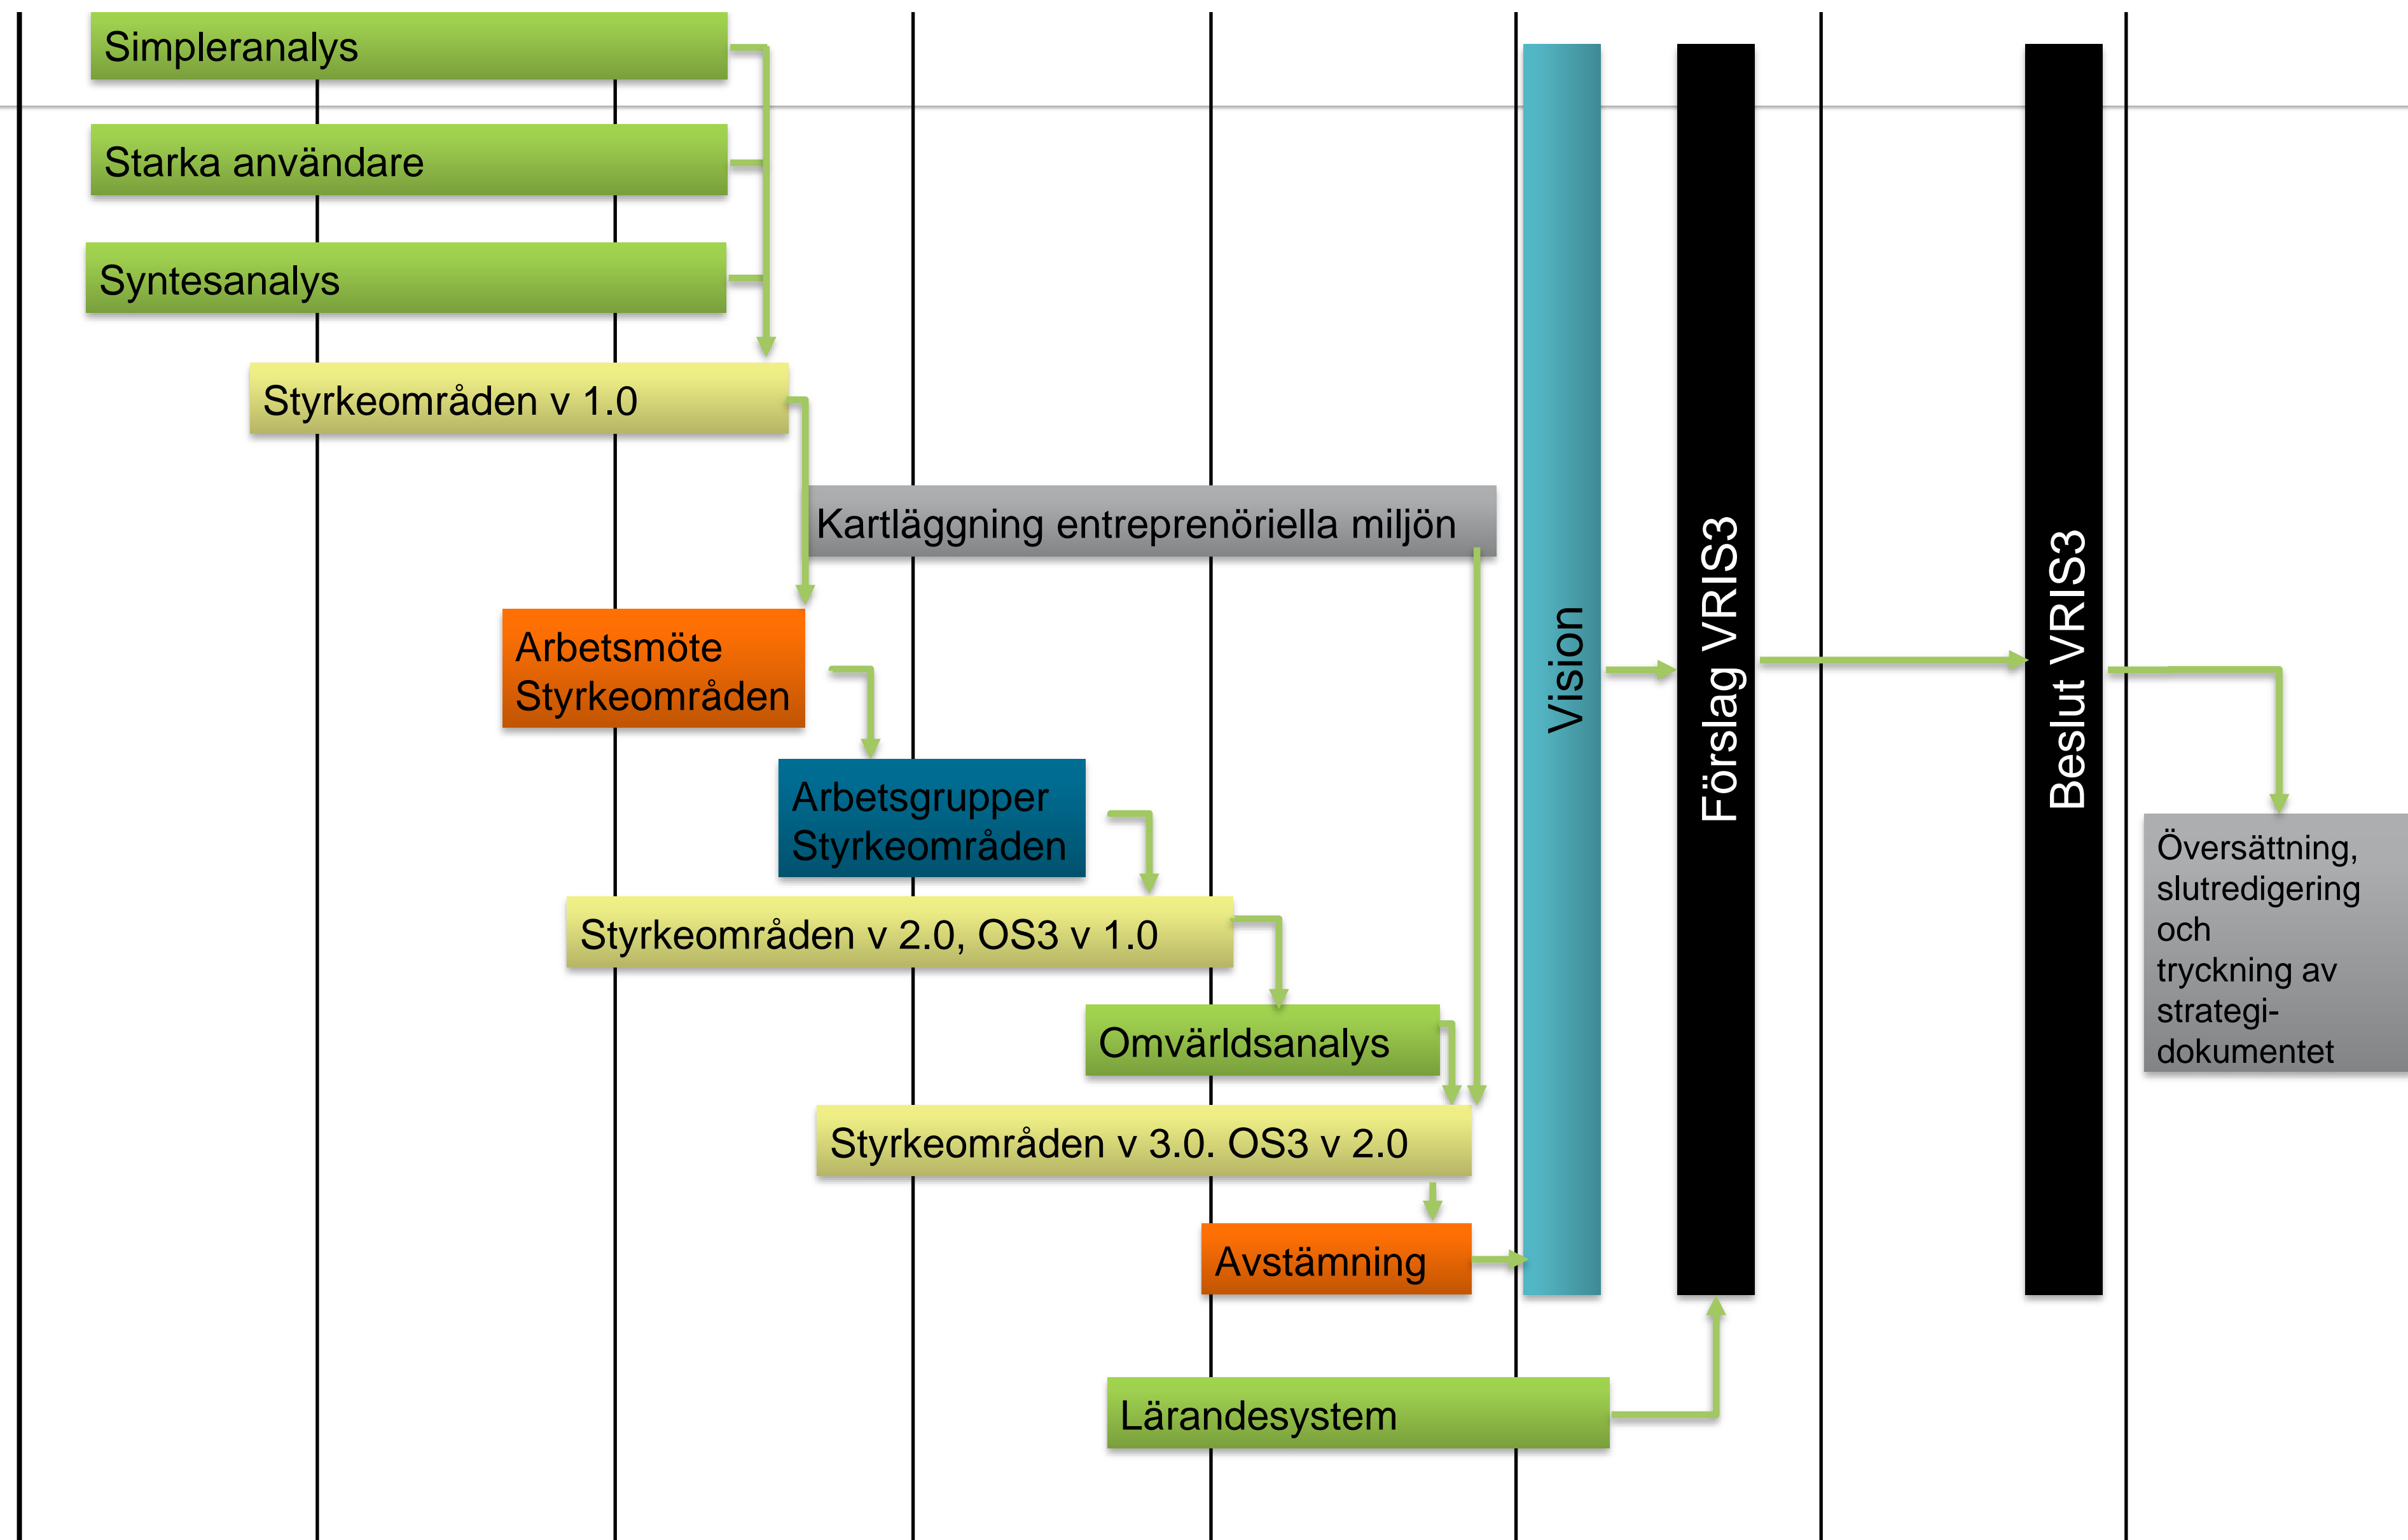 Simpleranalys
Starka användare
Syntesanalys
Styrkeområden v 1.0
Kartläggning entreprenöriella miljön
Arbetsmöte
Styrkeområden
Arbetsgrupper
Styrkeområden
Styrkeområden v 2.0, OS3 v 1.0
Omvärldsanalys
Styrkeområden v 3.0. OS3 v 2.0
Avstämning
Lärandesystem
Vision
Förslag VRIS3
Beslut VRIS3
Översättning,
slutredigering
och
tryckning av
strategi-
dokumentet